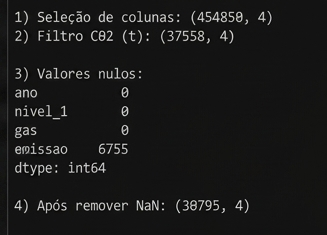 1) Seleção de colunas: (454850, 4)
2) Filtro CO2 (t): (37558, 4)
3) Valores nulos:
ano 0
nivel_1 0
gas 0
emissao 6755
dtype: int64
4) Após remover NaN: (30795, 4)